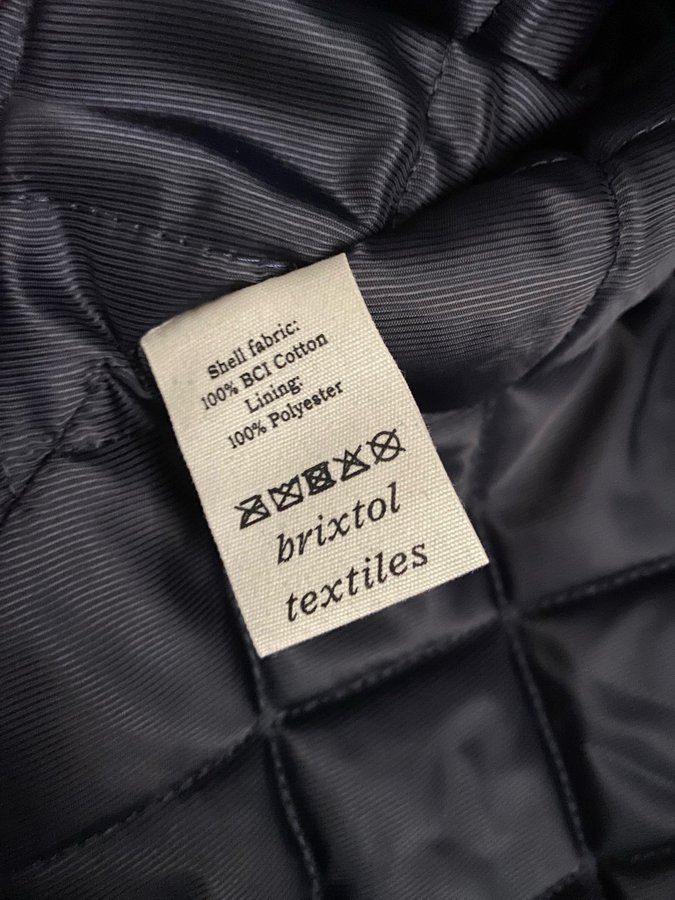 Shell fabric:
100% BCI Cotton
Lining:
100% Polyester
brixtol
textiles